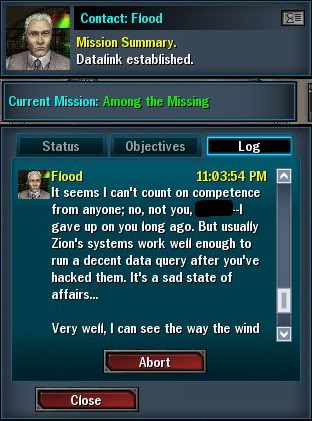 Contact: Flood
Mission Summary.
Datalink established.
Current Mission: Among the Missing
Status
Objectives
Log
Flood
11:03:54 PM
It seems I can't count on competence
from anyone; no, not you, --I
gave up on you long ago. But usually
Zion's systems work well enough to
run a decent data query after you've
hacked them. It's a sad state of
affairs...
Very well, I can see the way the wind
Abort
Close